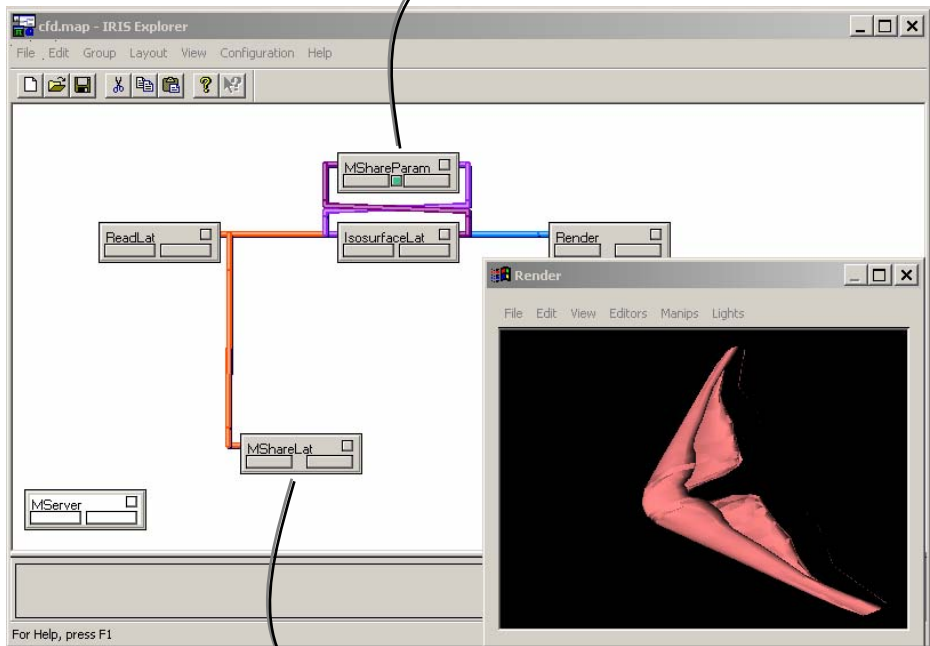 cfd.map - IRIS Explorer
File Edit Group Layout View Configuration Help
MShareParam
ReadLat
IsosurfaceLat
Render
Render
File Edit View Editors Manips Lights
MShareLat
MServer
For Help, press F1